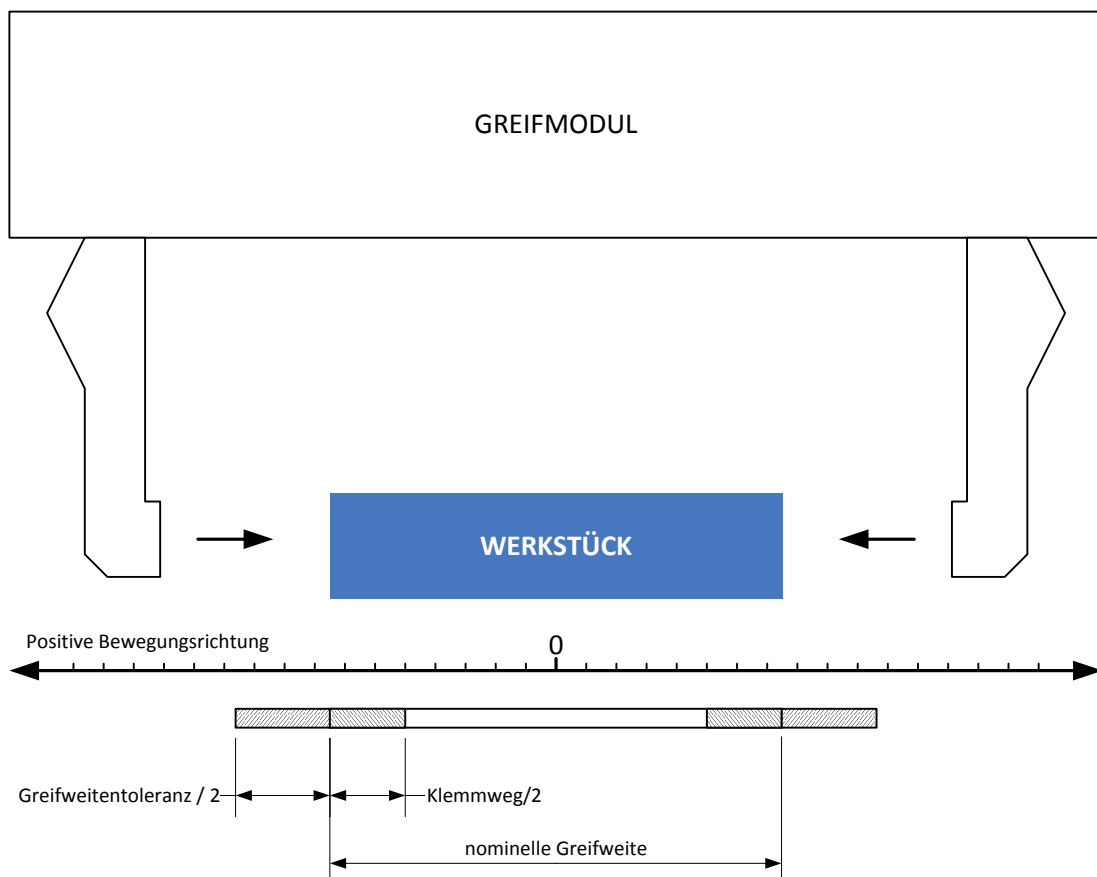 GREIFMODUL
WERKSTÜCK
Positive Bewegungsrichtung
0
Greifweitentoleranz / 2
Klemmweg/2
nominelle Greifweite